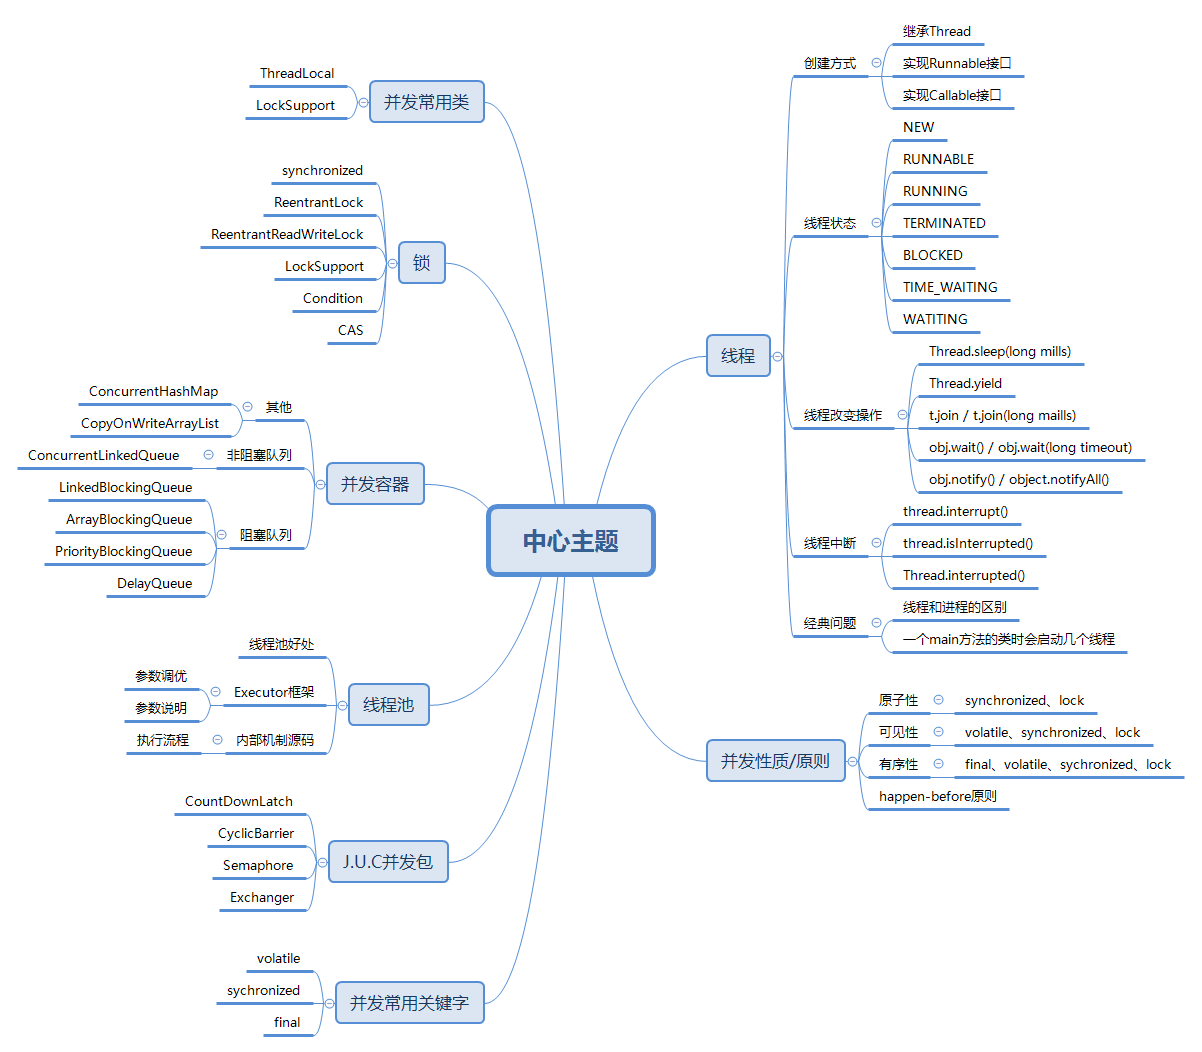 中心主题
线程
创建方式
继承Thread
实现Runnable接口
实现Callable接口
线程状态
NEW
RUNNABLE
RUNNING
TERMINATED
BLOCKED
TIME_WAITING
WATITING
线程改变操作
Thread.sleep(long mills)
Thread.yield
t.join / t.join(long maills)
obj.wait() / obj.wait(long timeout)
obj.notify() / object.notifyAll()
线程中断
thread.interrupt()
thread.isInterrupted()
Thread.interrupted()
经典问题
线程和进程的区别
一个main方法的类时会启动几个线程
并发性质/原则
原子性
synchronized、lock
可见性
volatile、synchronized、lock
有序性
final、volatile、sychronized、lock
happen-before原则
并发常用类
ThreadLocal
LockSupport
锁
synchronized
ReentrantLock
ReentrantReadWriteLock
LockSupport
Condition
CAS
并发容器
其他
ConcurrentHashMap
CopyOnWriteArrayList
非阻塞队列
ConcurrentLinkedQueue
阻塞队列
LinkedBlockingQueue
ArrayBlockingQueue
PriorityBlockingQueue
DelayQueue
线程池
线程池好处
Executor框架
参数调优
参数说明
内部机制源码
执行流程
J.U.C并发包
CountDownLatch
CyclicBarrier
Semaphore
Exchanger
并发常用关键字
volatile
sychronized
final